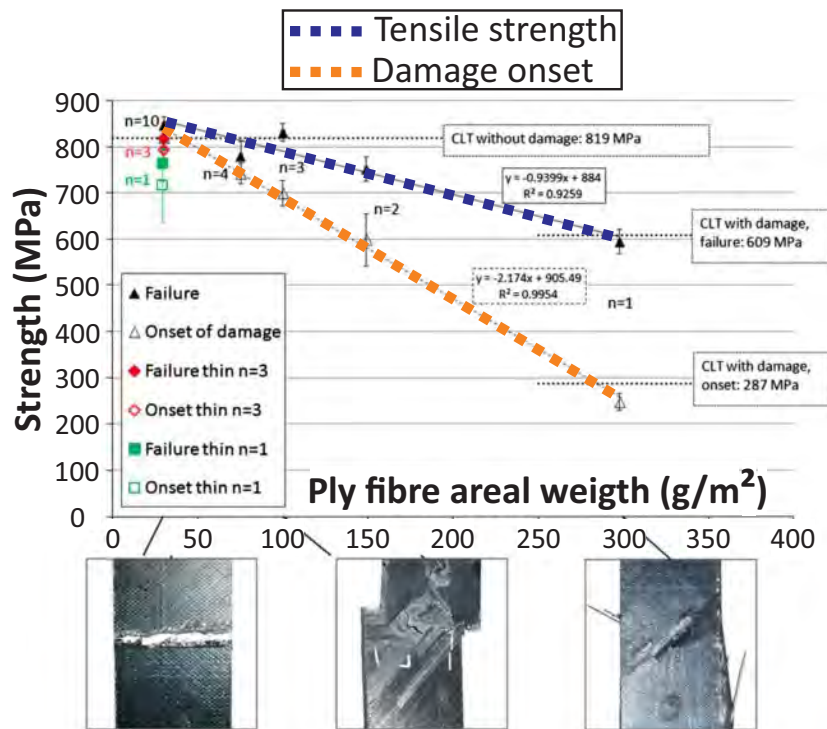 Tensile strength
Damage onset
Strength (MPa)
900
800
700
600
500
400
300
200
100
0
n=10
n=3
n=1
n=4
n=3
n=2
n=1
CLT without damage: 819 MPa
y = -0.9399x + 884
R² = 0.9259
CLT with damage,
failure: 609 MPa
y = -2.174x + 905.49
R² = 0.9954
CLT with damage,
onset: 287 MPa
Failure
Onset of damage
Failure thin n=3
Onset thin n=3
Failure thin n=1
Onset thin n=1
Ply fibre areal weigth (g/m²)
0 50 100 150 200 250 300 350 400